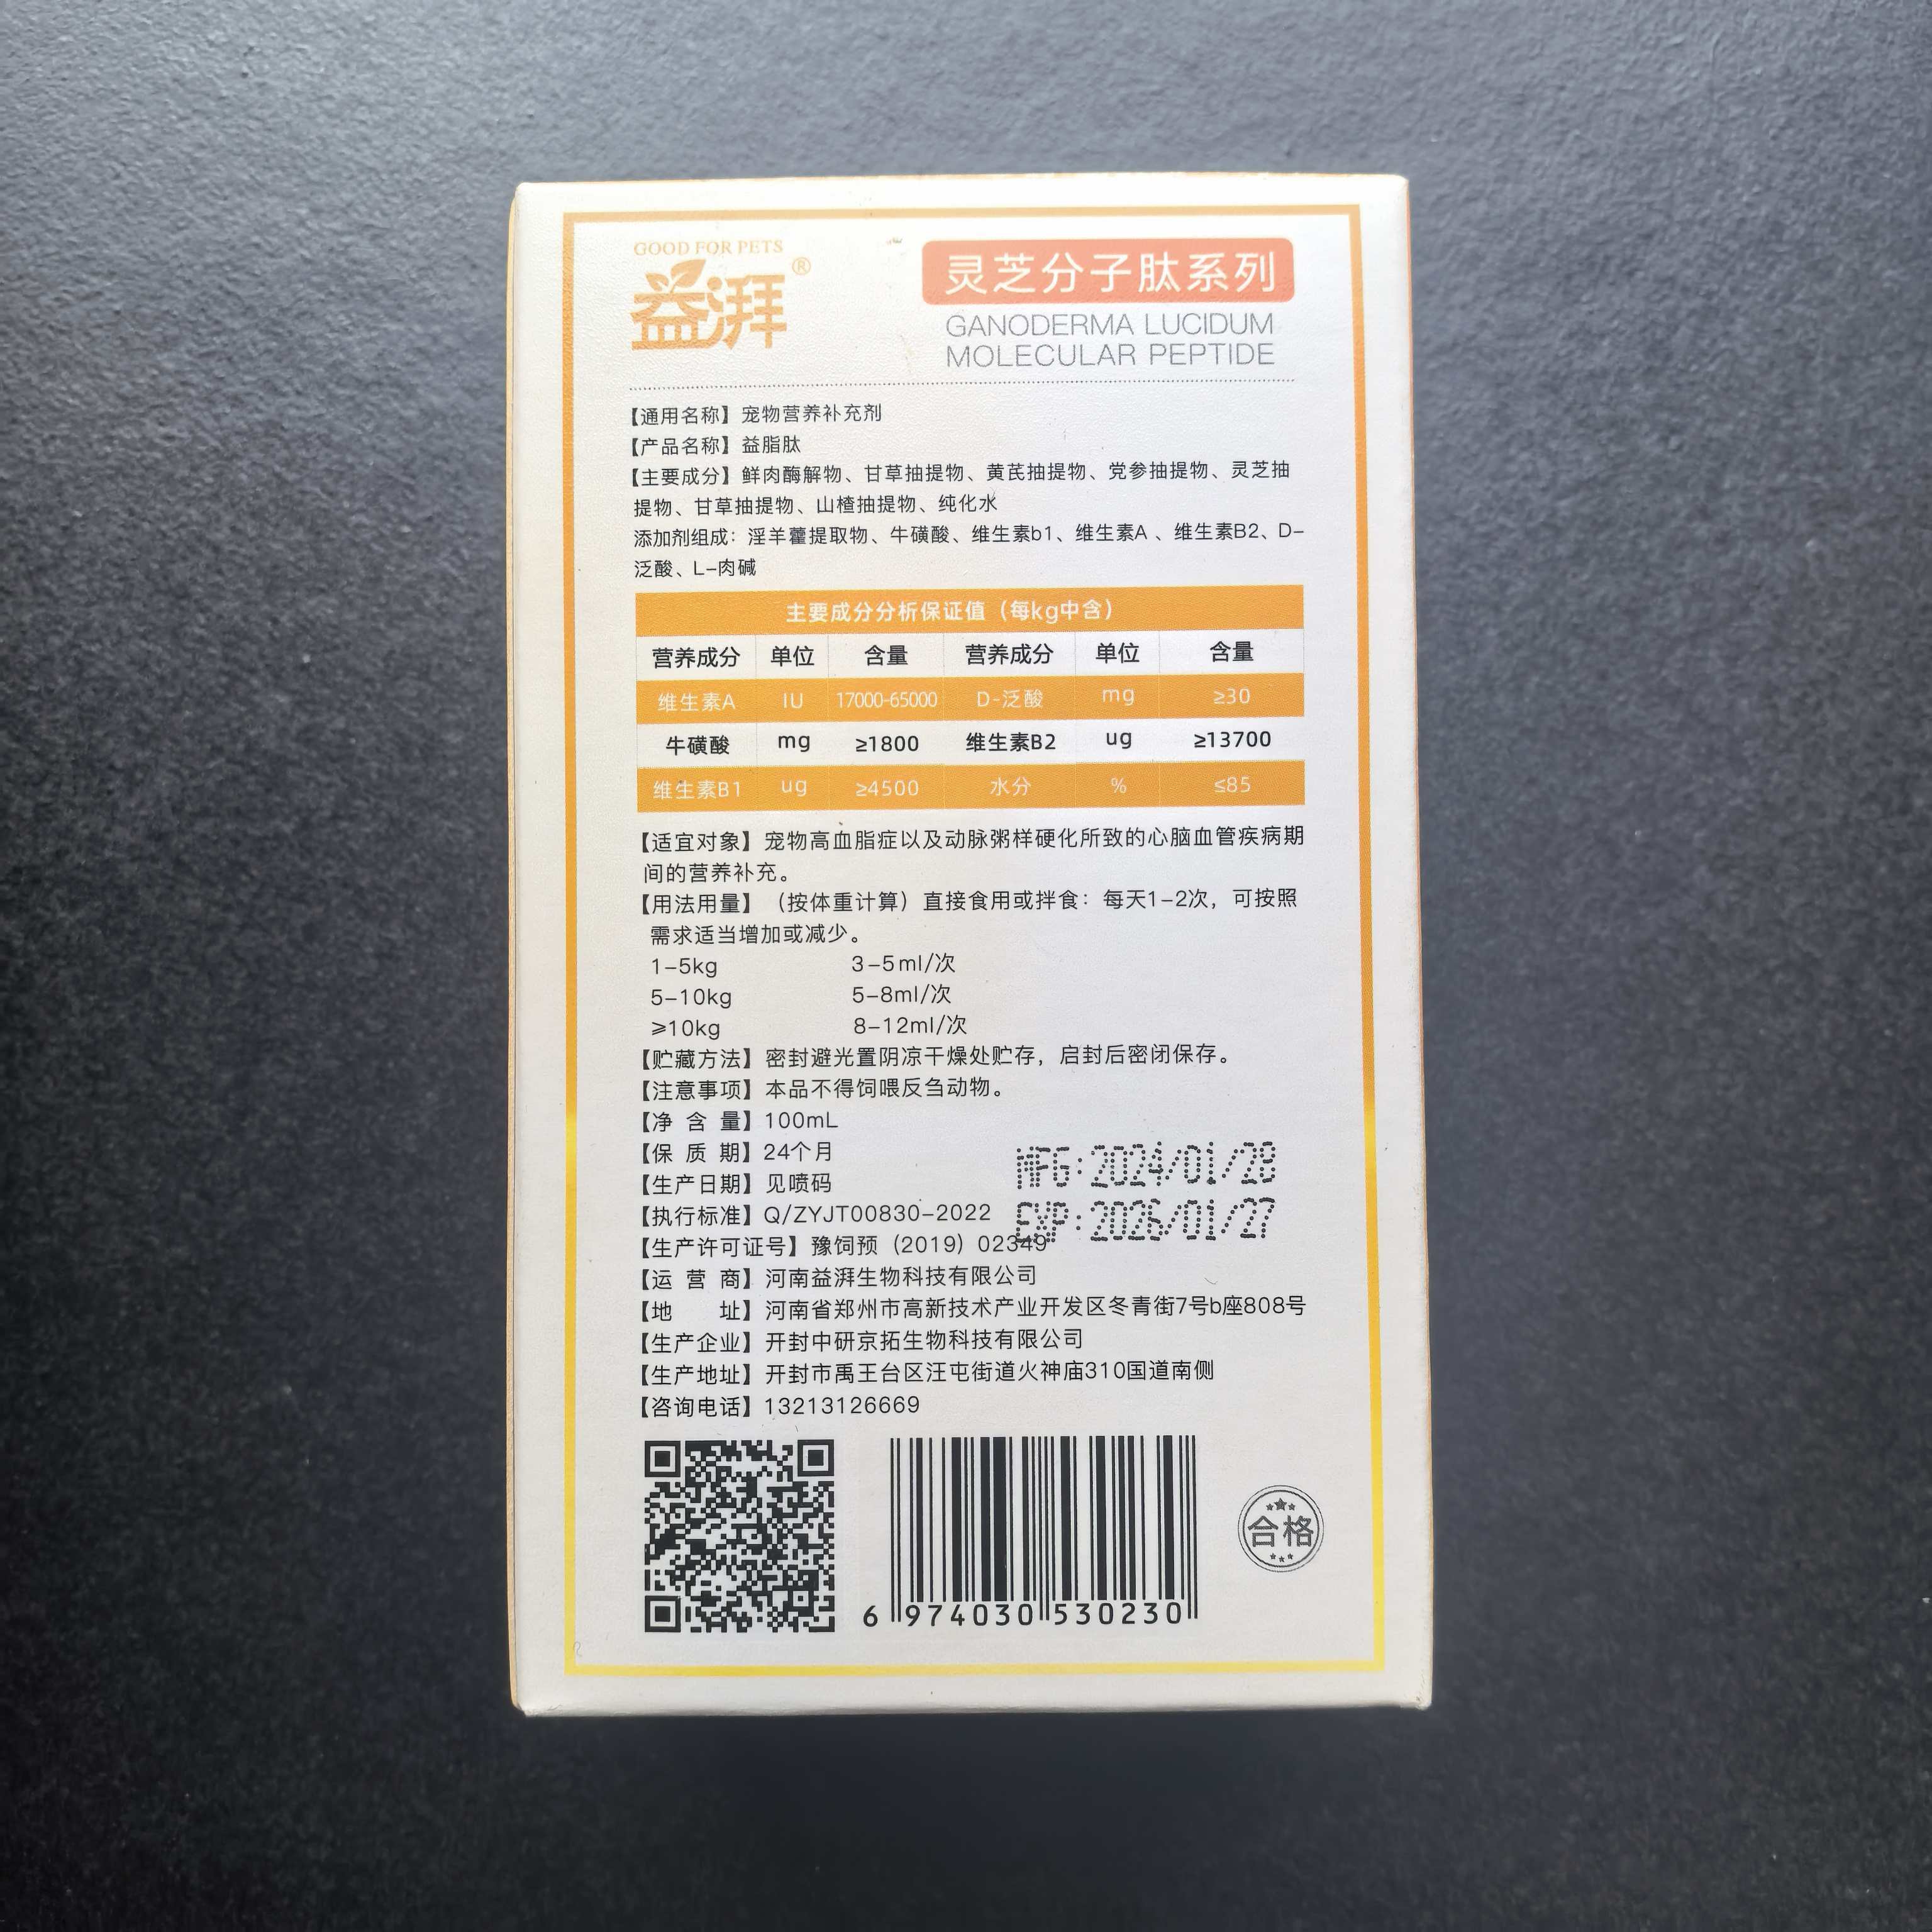 GOOD FOR PETS
益湃®
灵芝分子肽系列
GANODERMA LUCIDUM
MOLECULAR PEPTIDE
【通用名称】宠物营养补充剂
【产品名称】益脂肽
【主要成分】鲜肉酶解物、甘草抽提物、黄芪抽提物、党参抽提物、灵芝抽
提物、甘草抽提物、山楂抽提物、纯化水
添加剂组成：淫羊藿提取物、牛磺酸、维生素b1、维生素A 、维生素B2、D-
泛酸、L-肉碱
主要成分分析保证值（每kg中含）
营养成分 单位 含量 营养成分 单位 含量
维生素A IU 17000-65000 D-泛酸 mg ≥30
牛磺酸 mg ≥1800 维生素B2 ug ≥13700
维生素B1 ug ≥4500 水分 % ≤85
【适宜对象】宠物高血脂症以及动脉粥样硬化所致的心脑血管疾病期
间的营养补充。
【用法用量】（按体重计算）直接食用或拌食：每天1-2次，可按照
需求适当增加或减少。
1-5kg 3-5ml/次
5-10kg 5-8ml/次
≥10kg 8-12ml/次
【贮藏方法】密封避光置阴凉干燥处贮存，启封后密闭保存。
【注意事项】本品不得饲喂反刍动物。
【净 含 量】100mL
【保 质 期】24个月
【生产日期】见喷码
MFG:2024/01/28
【执行标准】Q/ZYJT00830-2022
EXP:2026/01/27
【生产许可证号】豫饲预（2019）02349
【运 营 商】河南益湃生物科技有限公司
【地 址】河南省郑州市高新技术产业开发区冬青街7号b座808号
【生产企业】开封中研京拓生物科技有限公司
【生产地址】开封市禹王台区汪屯街道火神庙310国道南侧
【咨询电话】13213126669
6 974030 530230
合格